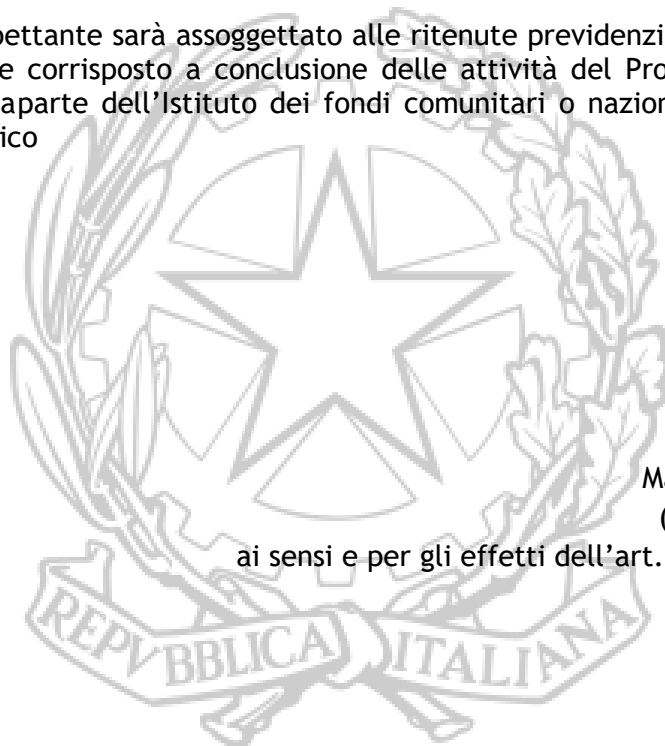 pettante sarà assoggettato alle ritenute previdenzi
e corrisposto a conclusione delle attività del Pro
aparte dell’Istituto dei fondi comunitari o nazion
ico
Ma
(
ai sensi e per gli effetti dell’art.
REPVBBLICA ITALIANA